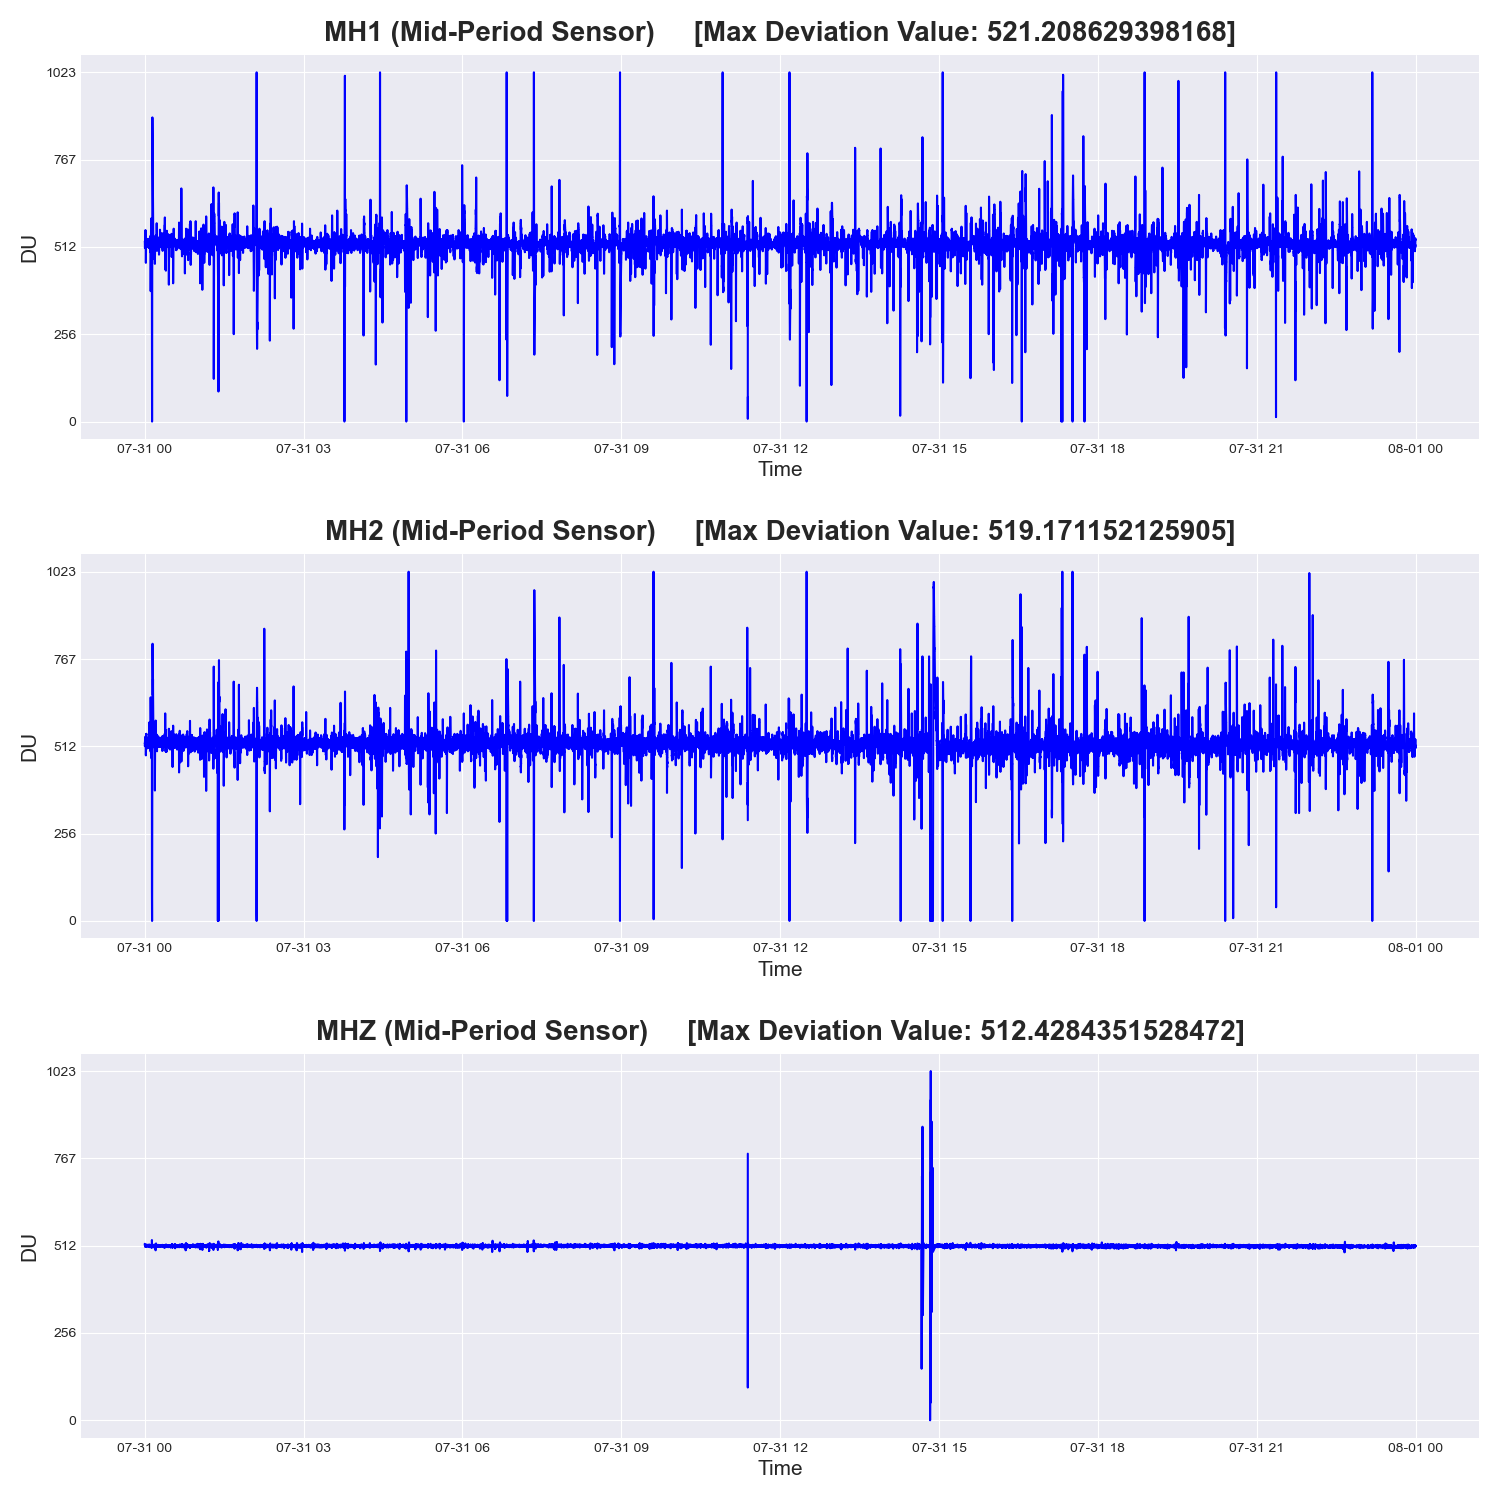 MH1 (Mid-Period Sensor) [Max Deviation Value: 521.208629398168]
1023
767
512
256
0
DU
07-31 00 07-31 03 07-31 06 07-31 09 07-31 12 07-31 15 07-31 18 07-31 21 08-01 00
Time
MH2 (Mid-Period Sensor) [Max Deviation Value: 519.171152125905]
1023
767
512
256
0
DU
07-31 00 07-31 03 07-31 06 07-31 09 07-31 12 07-31 15 07-31 18 07-31 21 08-01 00
Time
MHZ (Mid-Period Sensor) [Max Deviation Value: 512.4284351528472]
1023
767
512
256
0
DU
07-31 00 07-31 03 07-31 06 07-31 09 07-31 12 07-31 15 07-31 18 07-31 21 08-01 00
Time